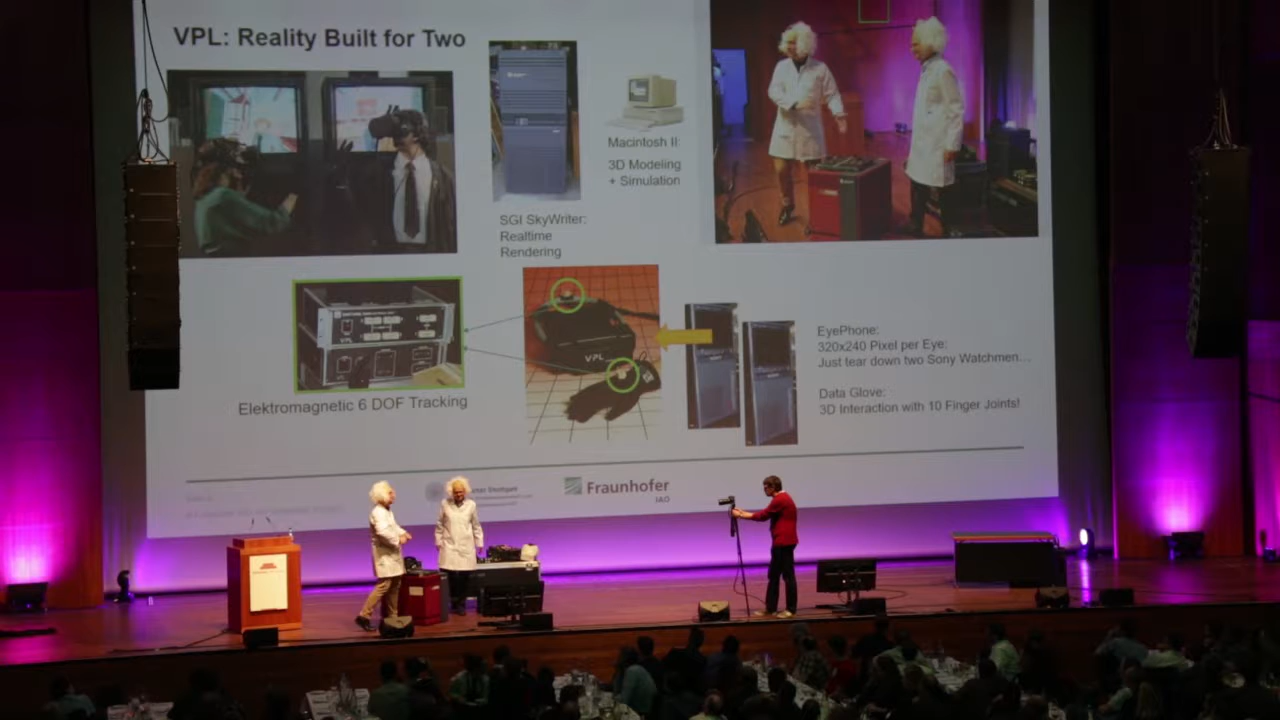 VPL: Reality Built for Two
Macintosh II:
3D Modeling
+ Simulation
SGI SkyWriter:
Realtime
Rendering
VPL
VPL
Elektromagnetic 6 DOF Tracking
EyePhone:
320x240 Pixel per Eye:
Just tear down two Sony Watchmen…
Data Glove:
3D Interaction with 10 Finger Joints!
Fraunhofer
IAO